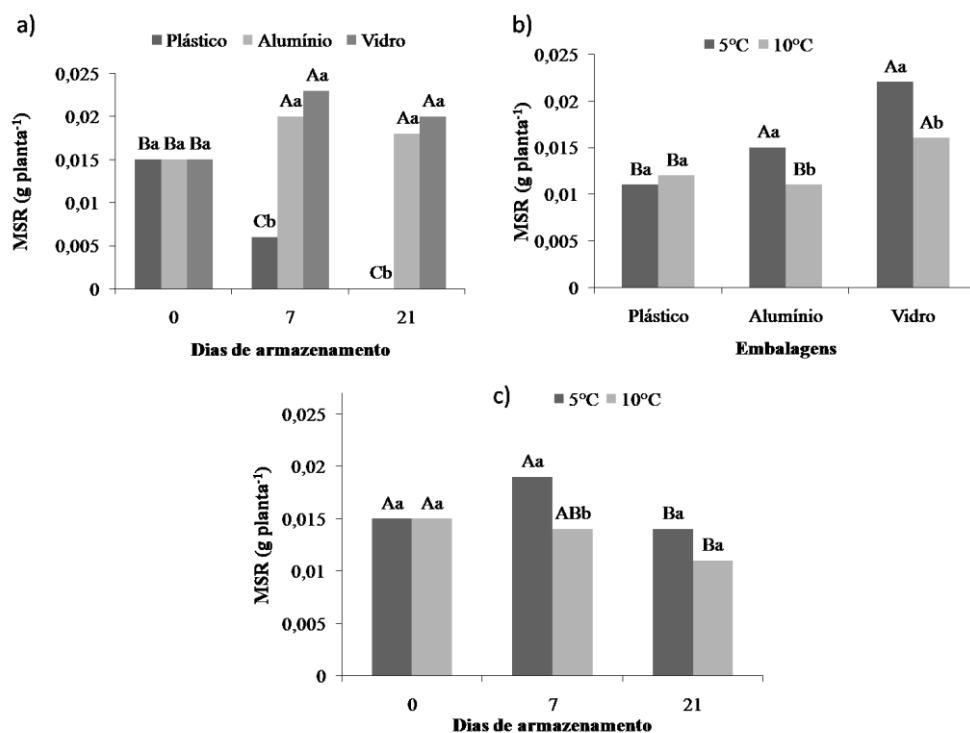 a)
Plástico Alumínio Vidro
MSR (g planta⁻¹)
0,025
0,02
0,015
0,01
0,005
0
Ba Ba Ba
Cb
Aa
Aa
Cb
Aa
Aa
0 7 21
Dias de armazenamento
b)
5°C 10°C
MSR (g planta⁻¹)
0,025
0,02
0,015
0,01
0,005
0
Ba Ba
Aa
Bb
Aa
Ab
Plástico Alumínio Vidro
Embalagens
c)
5°C 10°C
MSR (g planta⁻¹)
0,025
0,02
0,015
0,01
0,005
0
Aa Aa
Aa
ABb
Ba
Ba
0 7 21
Dias de armazenamento